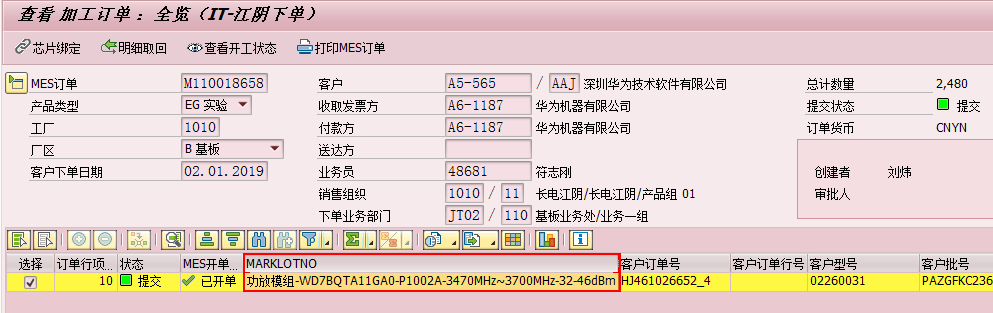 查看 加工订单：全览（IT-江阴下单）
芯片绑定 明细取回 查看开工状态 打印MES订单
MES订单 M110018658 客户 A5-565 / AAJ 深圳华为技术软件有限公司 总计数量 2,480
产品类型 EG 实验 收取发票方 A6-1187 华为机器有限公司 提交状态 提交
工厂 1010 付款方 A6-1187 华为机器有限公司 订单货币 CNYN
厂区 B 基板 送达方
客户下单日期 02.01.2019 业务员 48681 符志刚 创建者 刘炜
销售组织 1010 / 11 长电江阴/长电江阴/产品组 01 审批人
下单业务部门 JT02 / 110 基板业务处/业务一组
选择 订单行项... 状态 MES开单... MARKLOTNO 客户订单号 客户订单行号 客户型号 客户批号
10 提交 已开单 功放模组-WD7BQTA11GA0-P1002A-3470MHz~3700MHz-32-46dBm HJ461026652_4 02260031 PAZGFKC236